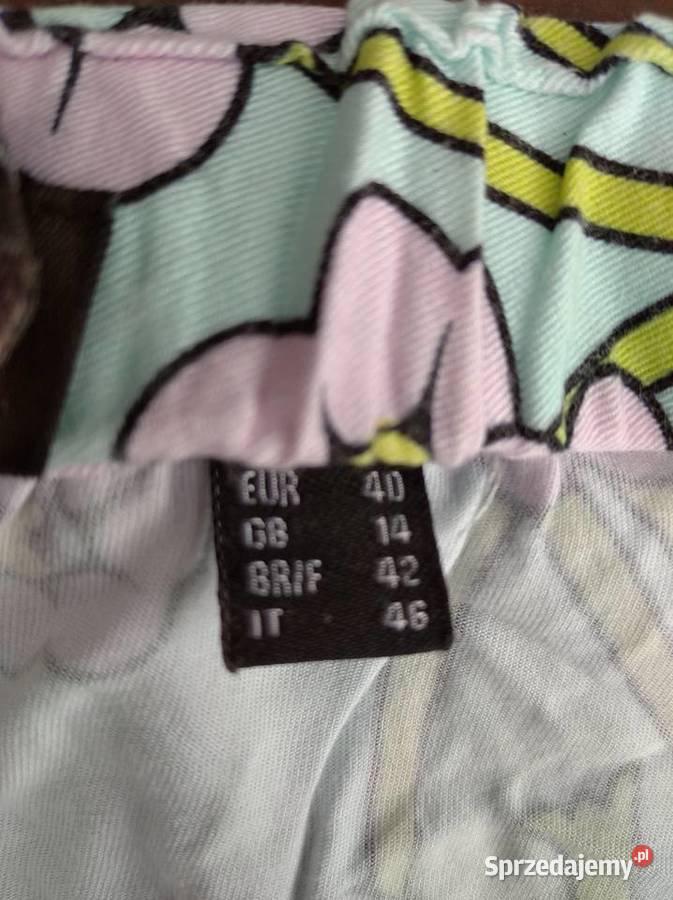 EUR 40
GB 14
BR/F 42
IT 46
Sprzedajemy.pl